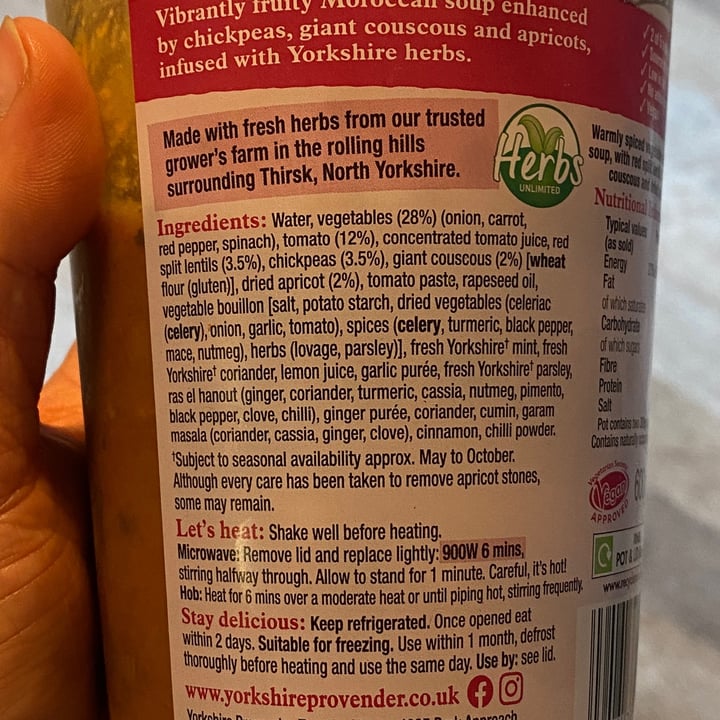 Vibrantly fruity Moroccan soup enhanced
by chickpeas, giant couscous and apricots,
infused with Yorkshire herbs.
Made with fresh herbs from our trusted
grower's farm in the rolling hills
surrounding Thirsk, North Yorkshire.
Herbs
UNLIMITED
Ingredients: Water, vegetables (28%) (onion, carrot,
red pepper, spinach), tomato (12%), concentrated tomato juice, red
split lentils (3.5%), chickpeas (3.5%), giant couscous (2%) [wheat
flour (gluten)], dried apricot (2%), tomato paste, rapeseed oil,
vegetable bouillon [salt, potato starch, dried vegetables (celeriac
(celery), onion, garlic, tomato), spices (celery, turmeric, black pepper,
mace, nutmeg), herbs (lovage, parsley)], fresh Yorkshire† mint, fresh
Yorkshire† coriander, lemon juice, garlic purée, fresh Yorkshire† parsley,
ras el hanout (ginger, coriander, turmeric, cassia, nutmeg, pimento,
black pepper, clove, chilli), ginger purée, coriander, cumin, garam
masala (coriander, cassia, ginger, clove), cinnamon, chilli powder.
†Subject to seasonal availability approx. May to October.
Although every care has been taken to remove apricot stones,
some may remain.
Let's heat: Shake well before heating.
Microwave: Remove lid and replace lightly: 900W 6 mins,
stirring halfway through. Allow to stand for 1 minute. Careful, it's hot!
Hob: Heat for 6 mins over a moderate heat or until piping hot, stirring frequently.
Stay delicious: Keep refrigerated. Once opened eat
within 2 days. Suitable for freezing. Use within 1 month, defrost
thoroughly before heating and use the same day. Use by: see lid.
www.yorkshireprovender.co.uk
Warmly spiced
soup, with red
couscous and
Nutritional
Typical values
(as sold)
Energy
Fat
of which saturates
Carbohydrate
of which sugars
Fibre
Protein
Salt
Pot contains two
Contains naturally
Vegetarian Society
Vegan
APPROVED
600
POT &